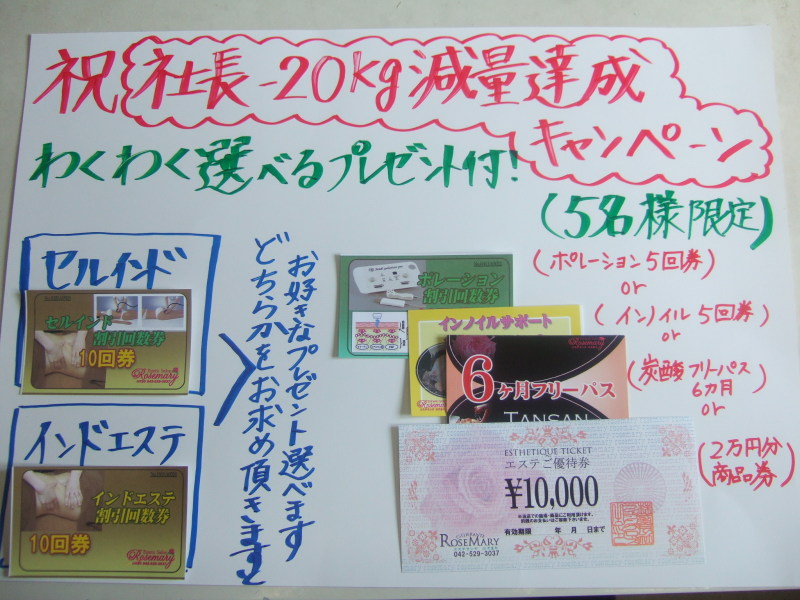 祝 社長-20kg減量達成
キャンペーン
わくわく選べるプレゼント付!
(5名様限定)
セルインド
セルインド
割引回数券
10回券
Rosemary
インドエステ
インドエステ
割引回数券
10回券
Rosemary
お好きなプレゼント選べます
どちらかをお求め頂きますと
ポレーション
割引回数券
インノイルサポート
Rosemary
6ヶ月フリーパス
TANSAN
ESTHETIQUE TICKET
エステご優待券
¥10,000
有効期限 年 月 日まで
ROSEMARY
042-529-3037
(ポレーション5回券)
or
(インノイル5回券)
or
(炭酸フリーパス
6カ月)
or
(2万円分
商品券)